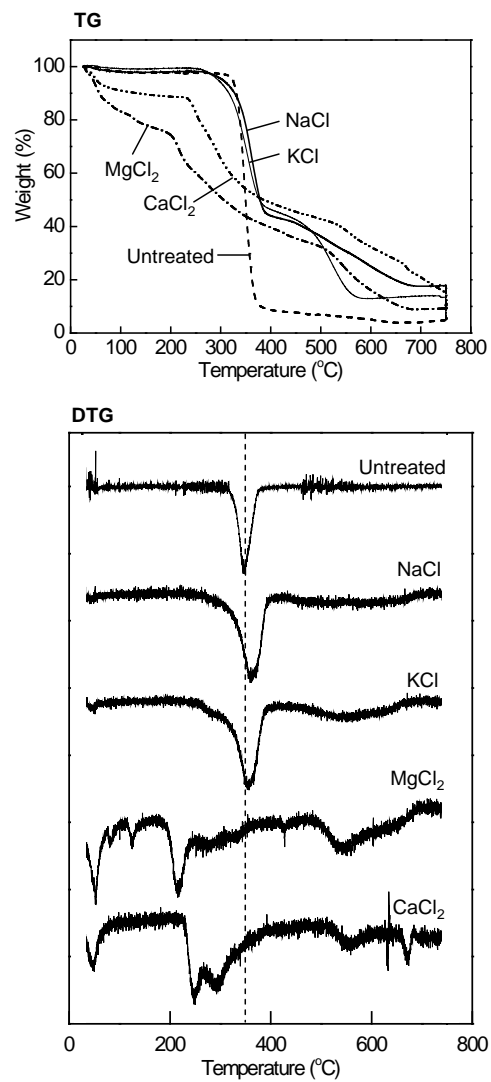 TG
100
80
60
40
20
0
Weight (%)
NaCl
KCl
MgCl₂
CaCl₂
Untreated
0 100 200 300 400 500 600 700 800
Temperature (°C)
DTG
Untreated
NaCl
KCl
MgCl₂
CaCl₂
0 200 400 600 800
Temperature (°C)